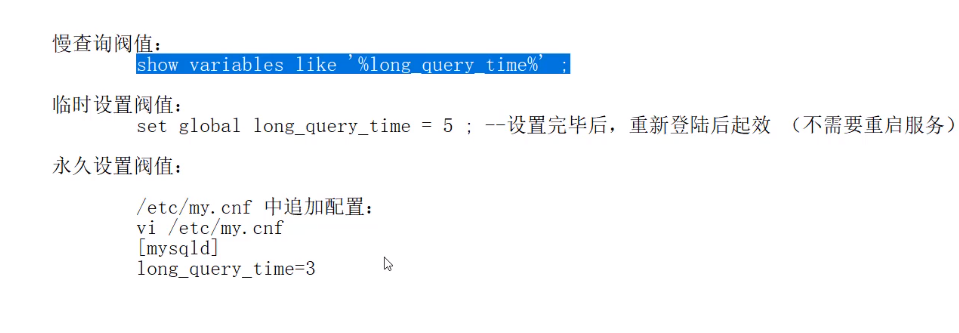 慢查询阀值：
show variables like '%long_query_time%' ;
临时设置阀值：
set global long_query_time = 5 ; --设置完毕后，重新登陆后起效 （不需要重启服务）
永久设置阀值：
/etc/my.cnf 中追加配置：
vi /etc/my.cnf
[mysqld]
long_query_time=3